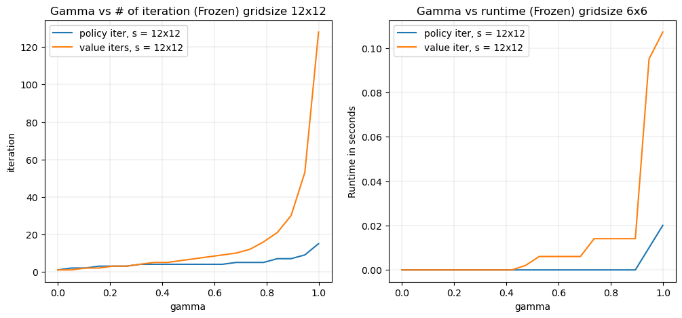 Gamma vs # of iteration (Frozen) gridsize 12x12
policy iter, s = 12x12
value iters, s = 12x12
120
100
80
60
40
20
0
iteration
0.0 0.2 0.4 0.6 0.8 1.0
gamma
Gamma vs runtime (Frozen) gridsize 6x6
policy iter, s = 12x12
value iter, s = 12x12
0.10
0.08
0.06
0.04
0.02
0.00
Runtime in seconds
0.0 0.2 0.4 0.6 0.8 1.0
gamma